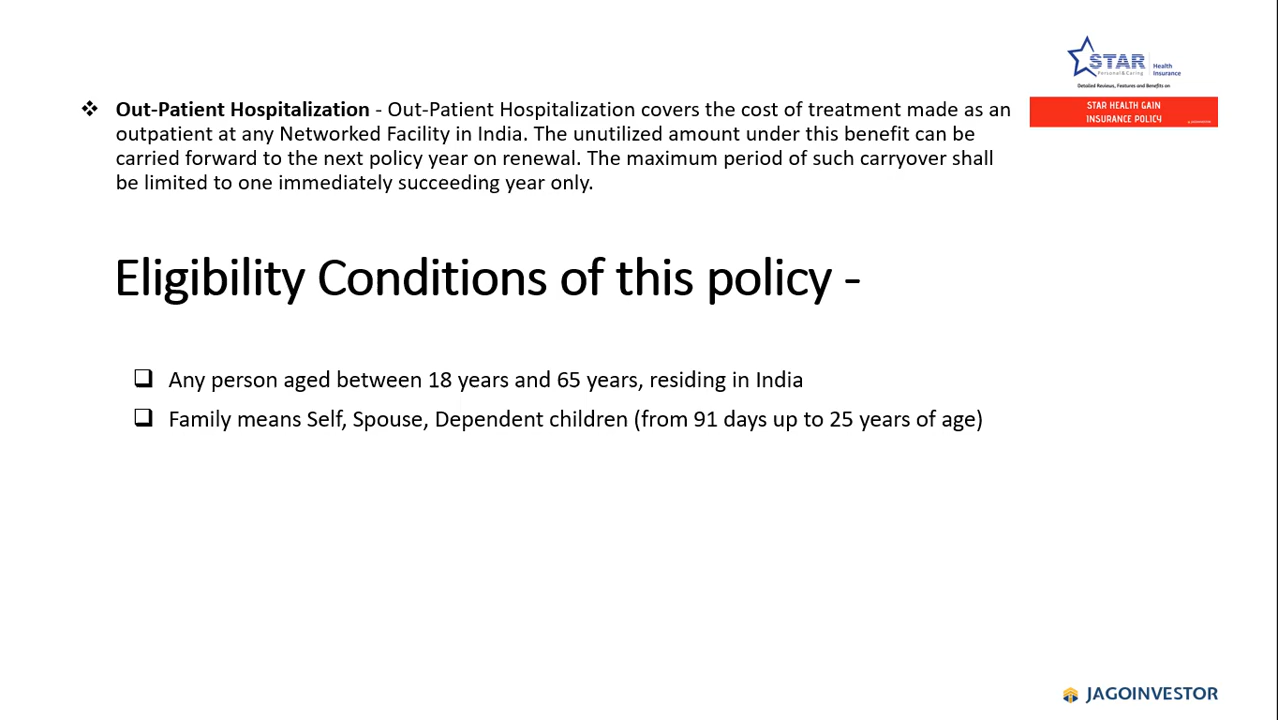 STAR Health
Personal & Caring Insurance
Detailed Reviews, Features and Benefits on
STAR HEALTH GAIN
INSURANCE POLICY
❖ Out-Patient Hospitalization - Out-Patient Hospitalization covers the cost of treatment made as an
outpatient at any Networked Facility in India. The unutilized amount under this benefit can be
carried forward to the next policy year on renewal. The maximum period of such carryover shall
be limited to one immediately succeeding year only.
Eligibility Conditions of this policy -
❑ Any person aged between 18 years and 65 years, residing in India
❑ Family means Self, Spouse, Dependent children (from 91 days up to 25 years of age)
JAGOINVESTOR